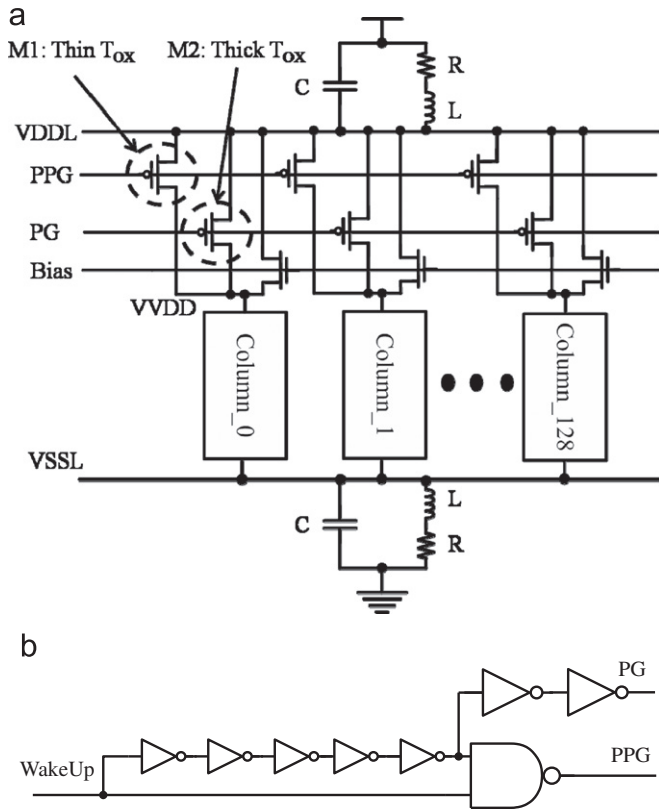 a
M1: Thin Tox
M2: Thick Tox
C
R
L
VDDL
PPG
PG
Bias
VVDD
Column_0
Column_1
Column_128
VSSL
C
L
R
b
PG
WakeUp
PPG